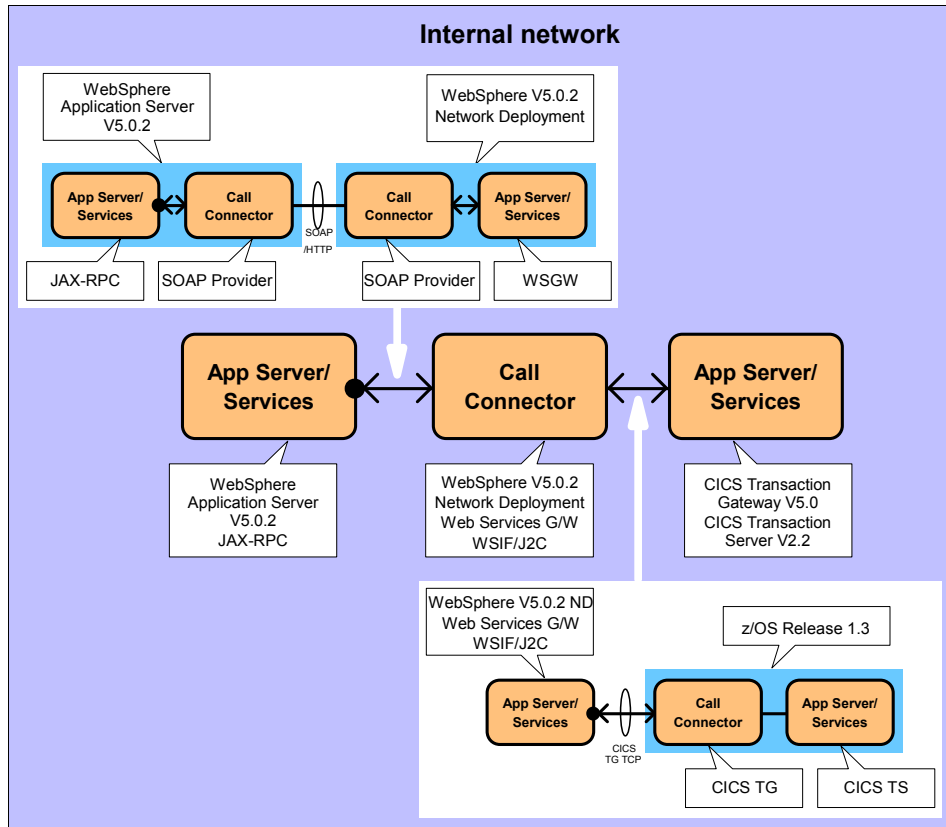 Internal network
WebSphere
Application Server
V5.0.2
WebSphere V5.0.2
Network Deployment
App Server/
Services
Call
Connector
SOAP
/HTTP
Call
Connector
App Server/
Services
JAX-RPC
SOAP Provider
SOAP Provider
WSGW
App Server/
Services
Call
Connector
App Server/
Services
WebSphere
Application Server
V5.0.2
JAX-RPC
WebSphere V5.0.2
Network Deployment
Web Services G/W
WSIF/J2C
CICS Transaction
Gateway V5.0
CICS Transaction
Server V2.2
WebSphere V5.0.2 ND
Web Services G/W
WSIF/J2C
z/OS Release 1.3
App Server/
Services
CICS
TG TCP
Call
Connector
App Server/
Services
CICS TG
CICS TS